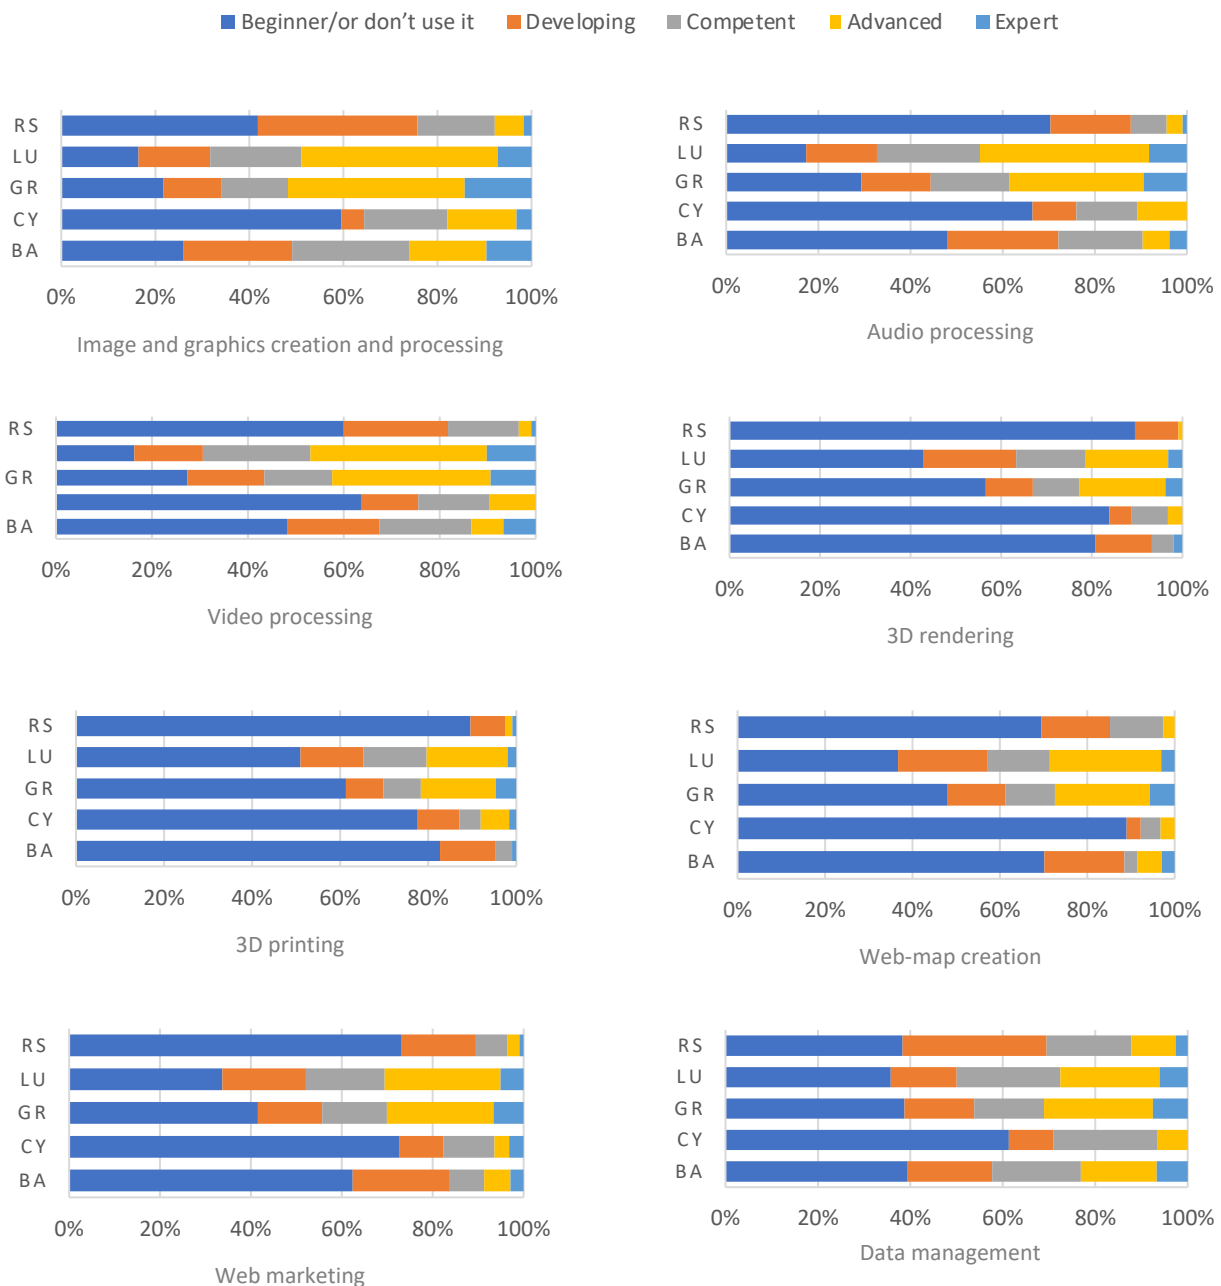 Beginner/or don't use it Developing Competent Advanced Expert
RS
LU
GR
CY
BA
0% 20% 40% 60% 80% 100%
Image and graphics creation and processing
RS
LU
GR
CY
BA
0% 20% 40% 60% 80% 100%
Audio processing
RS
GR
BA
0% 20% 40% 60% 80% 100%
Video processing
RS
LU
GR
CY
BA
0% 20% 40% 60% 80% 100%
3D rendering
RS
LU
GR
CY
BA
0% 20% 40% 60% 80% 100%
3D printing
RS
LU
GR
CY
BA
0% 20% 40% 60% 80% 100%
Web-map creation
RS
LU
GR
CY
BA
0% 20% 40% 60% 80% 100%
Web marketing
RS
LU
GR
CY
BA
0% 20% 40% 60% 80% 100%
Data management